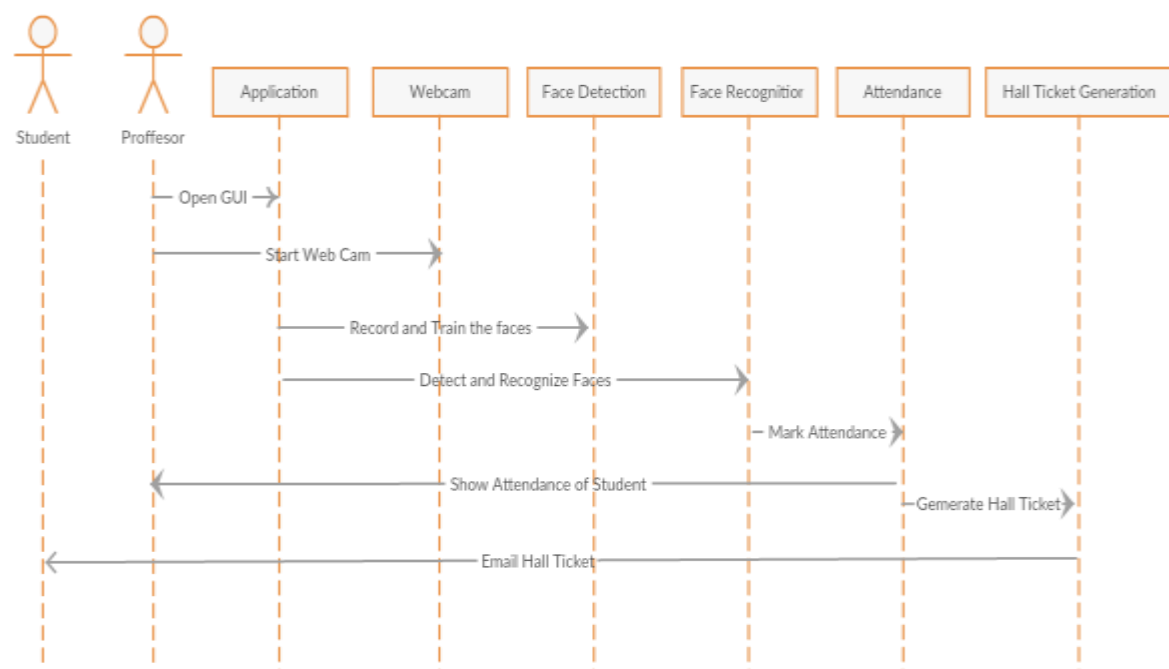 Application
Webcam
Face Detection
Face Recognitior
Attendance
Hall Ticket Generation
Student
Proffesor
Open GUI
Start Web Cam
Record and Train the faces
Detect and Recognize Faces
Mark Attendance
Show Attendance of Student
Gemerate Hall Ticket
Email Hall Ticket